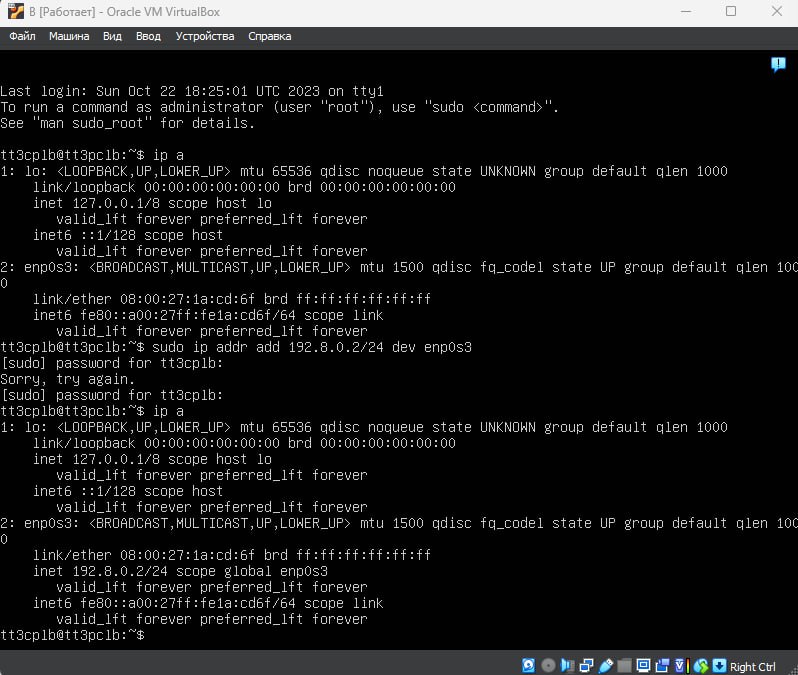 B [Работает] - Oracle VM VirtualBox
Файл Машина Вид Ввод Устройства Справка
Last login: Sun Oct 22 18:25:01 UTC 2023 on tty1
To run a command as administrator (user "root"), use "sudo <command>".
See "man sudo_root" for details.
tt3cplb@tt3pclb:~$ ip a
1: lo: <LOOPBACK,UP,LOWER_UP> mtu 65536 qdisc noqueue state UNKNOWN group default qlen 1000
link/loopback 00:00:00:00:00:00 brd 00:00:00:00:00:00
inet 127.0.0.1/8 scope host lo
valid_lft forever preferred_lft forever
inet6 ::1/128 scope host
valid_lft forever preferred_lft forever
2: enp0s3: <BROADCAST,MULTICAST,UP,LOWER_UP> mtu 1500 qdisc fq_codel state UP group default qlen 100
0
link/ether 08:00:27:1a:cd:6f brd ff:ff:ff:ff:ff:ff
inet6 fe80::a00:27ff:fe1a:cd6f/64 scope link
valid_lft forever preferred_lft forever
tt3cplb@tt3pclb:~$ sudo ip addr add 192.8.0.2/24 dev enp0s3
[sudo] password for tt3cplb:
Sorry, try again.
[sudo] password for tt3cplb:
tt3cplb@tt3pclb:~$ ip a
1: lo: <LOOPBACK,UP,LOWER_UP> mtu 65536 qdisc noqueue state UNKNOWN group default qlen 1000
link/loopback 00:00:00:00:00:00 brd 00:00:00:00:00:00
inet 127.0.0.1/8 scope host lo
valid_lft forever preferred_lft forever
inet6 ::1/128 scope host
valid_lft forever preferred_lft forever
2: enp0s3: <BROADCAST,MULTICAST,UP,LOWER_UP> mtu 1500 qdisc fq_codel state UP group default qlen 100
0
link/ether 08:00:27:1a:cd:6f brd ff:ff:ff:ff:ff:ff
inet 192.8.0.2/24 scope global enp0s3
valid_lft forever preferred_lft forever
inet6 fe80::a00:27ff:fe1a:cd6f/64 scope link
valid_lft forever preferred_lft forever
tt3cplb@tt3pclb:~$
Right Ctrl